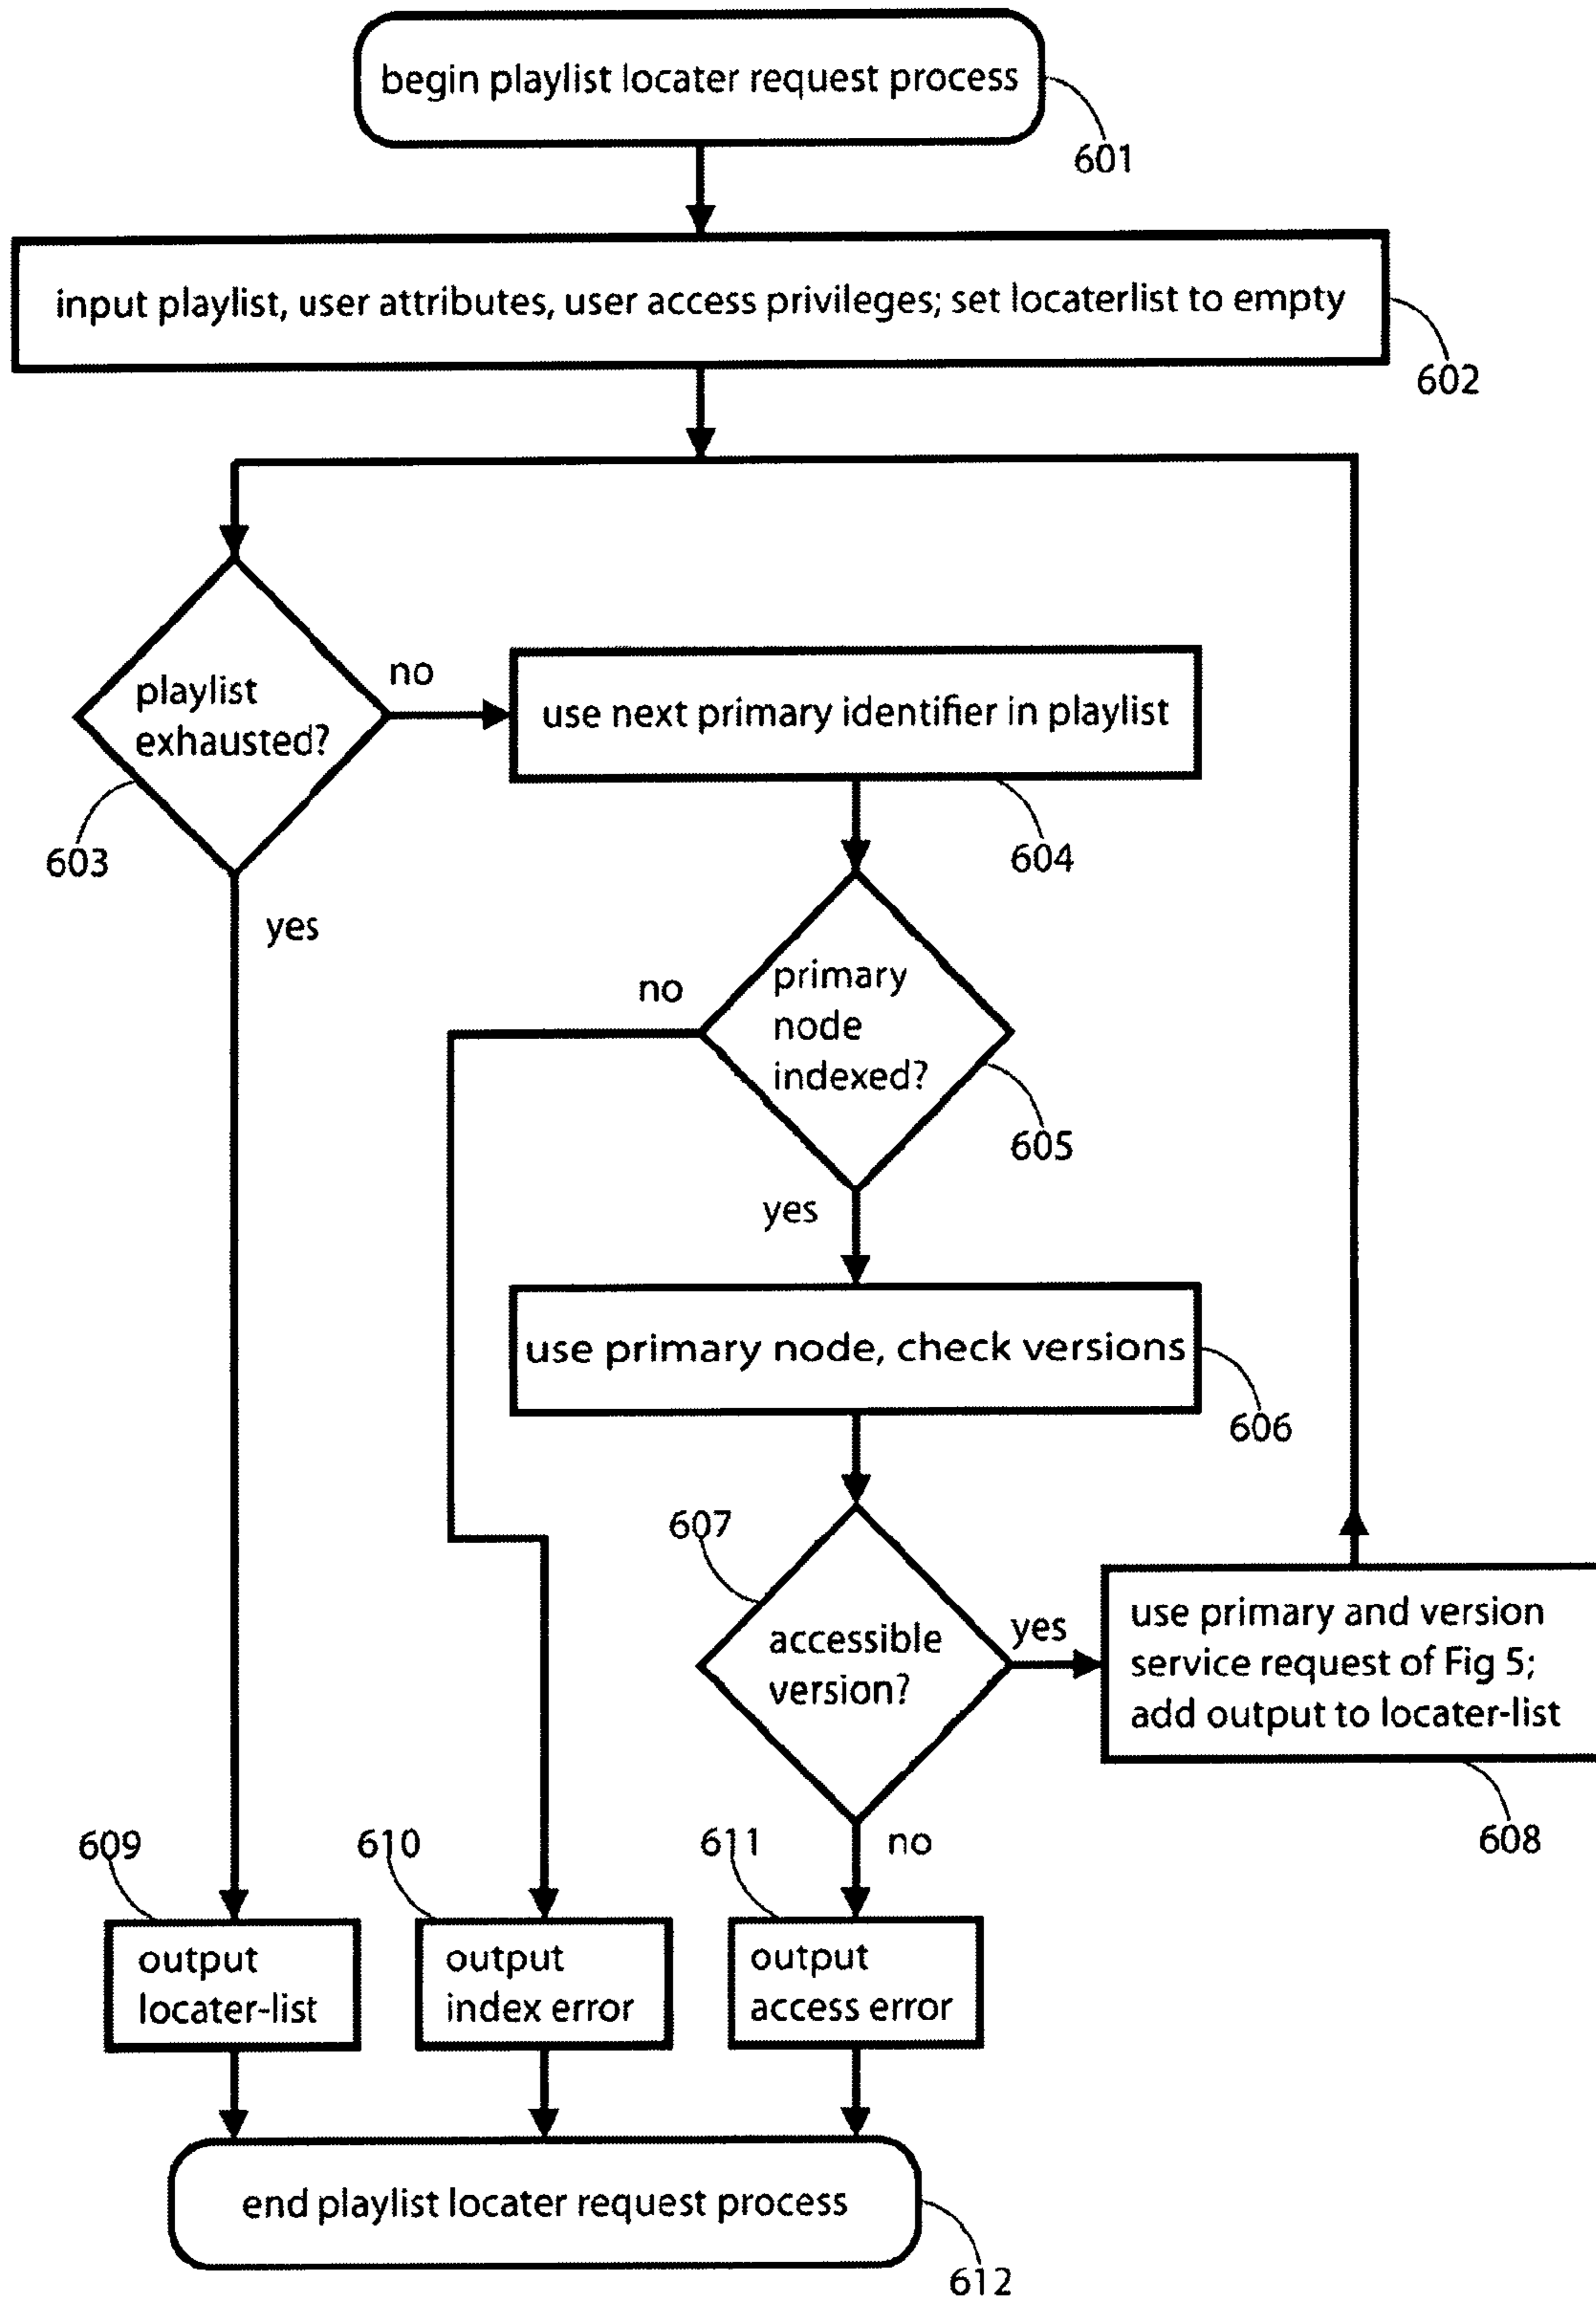 begin playlist locater request process
601
input playlist, user attributes, user access privileges; set locaterlist to empty
602
playlist
exhausted?
603
no
use next primary identifier in playlist
604
yes
no
primary
node
indexed?
605
yes
use primary node, check versions
606
607
accessible
version?
yes
use primary and version
service request of Fig 5;
add output to locater-list
608
no
609
output
locater-list
610
output
index error
611
output
access error
end playlist locater request process
612